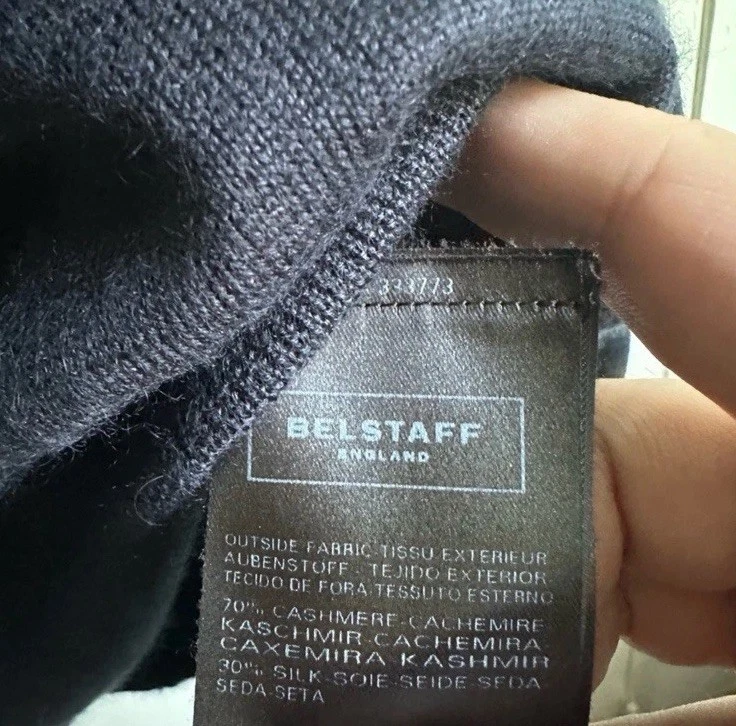 333773
BELSTAFF
ENGLAND
OUTSIDE FABRIC TISSU EXTERIEUR
AUBENSTOFF - TEJIDO EXTERIOR
TECIDO DE FORA TESSUTO ESTERNO
70% CASHMERE-CACHEMIRE
KASCHMIR-CACHEMIRA
CAXEMIRA KASHMIR
30% SILK-SOIE-SEIDE-SEDA
SEDA-SETA